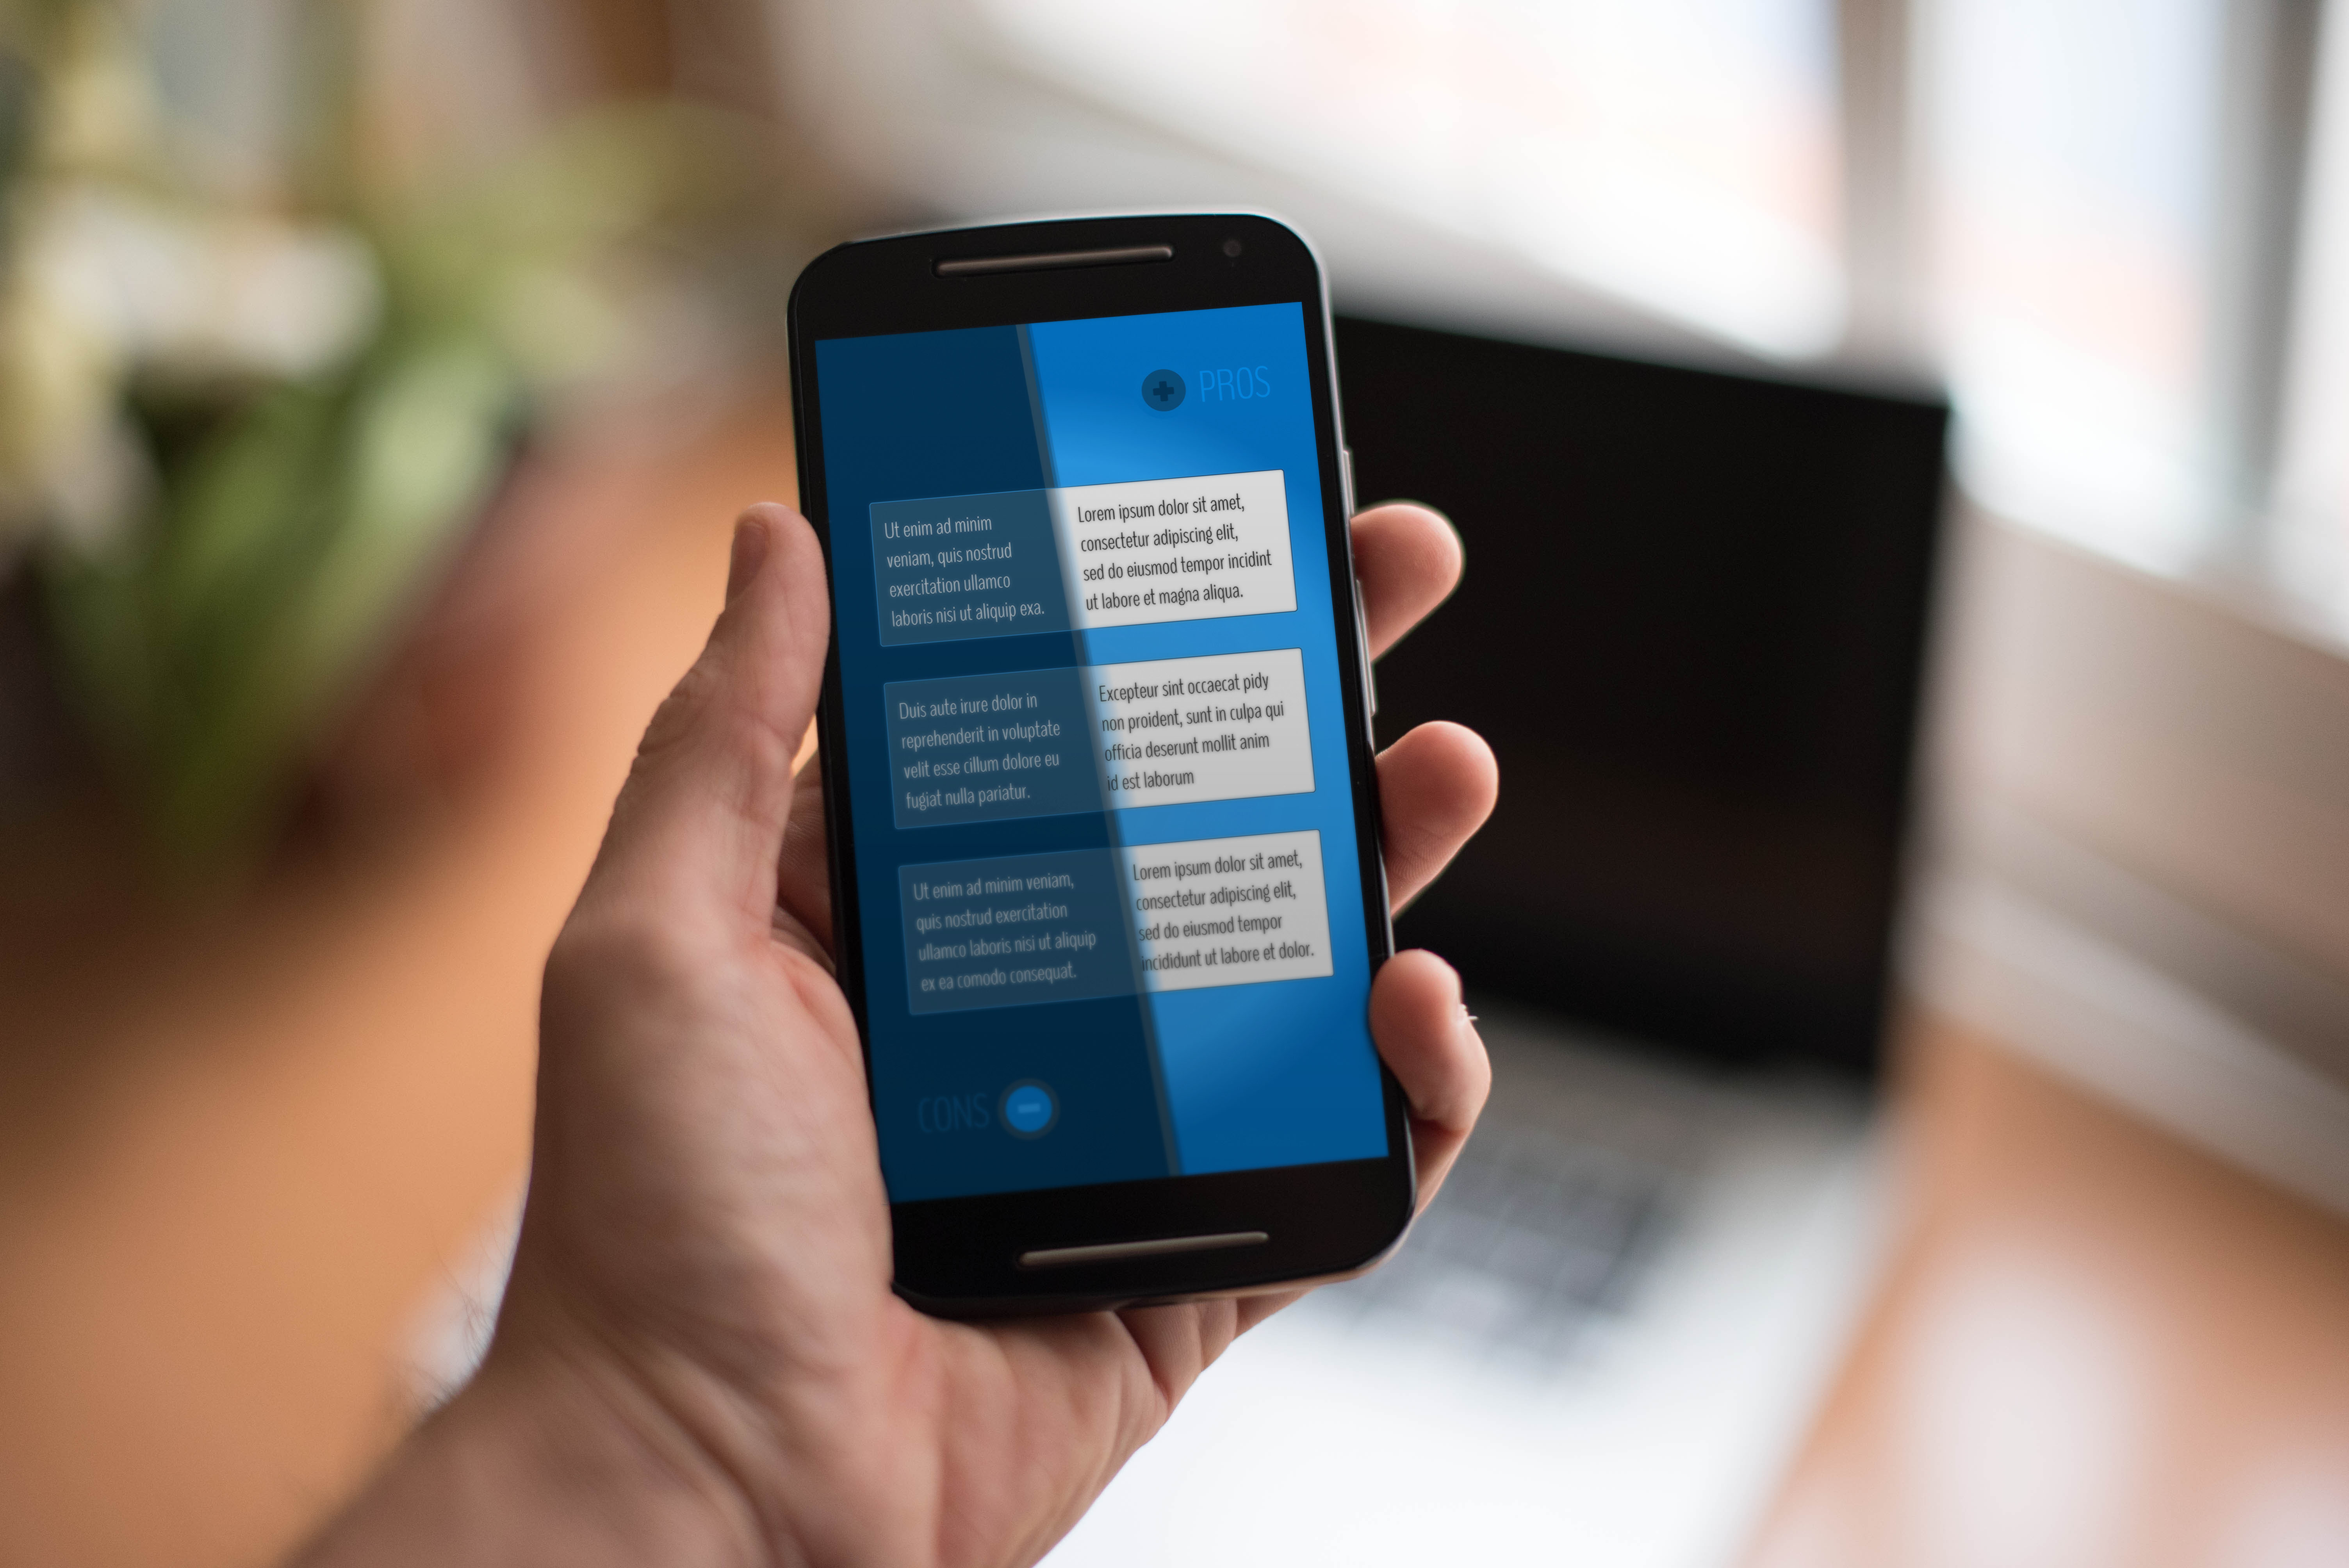 PROS
Ut enim ad minim
veniam, quis nostrud
exercitation ullamco
laboris nisi ut aliquip exa.
Lorem ipsum dolor sit amet,
consectetur adipiscing elit,
sed do eiusmod tempor incidint
ut labore et magna aliqua.
Duis aute irure dolor in
reprehenderit in voluptate
velit esse cillum dolore eu
fugiat nulla pariatur.
Excepteur sint occaecat pidy
non proident, sunt in culpa qui
officia deserunt mollit anim
id est laborum
Ut enim ad minim veniam,
quis nostrud exercitation
ullamco laboris nisi ut aliquip
ex ea comodo consequat.
Lorem ipsum dolor sit amet,
consectetur adipiscing elit,
sed do eiusmod tempor
incididunt ut labore et dolor.
CONS